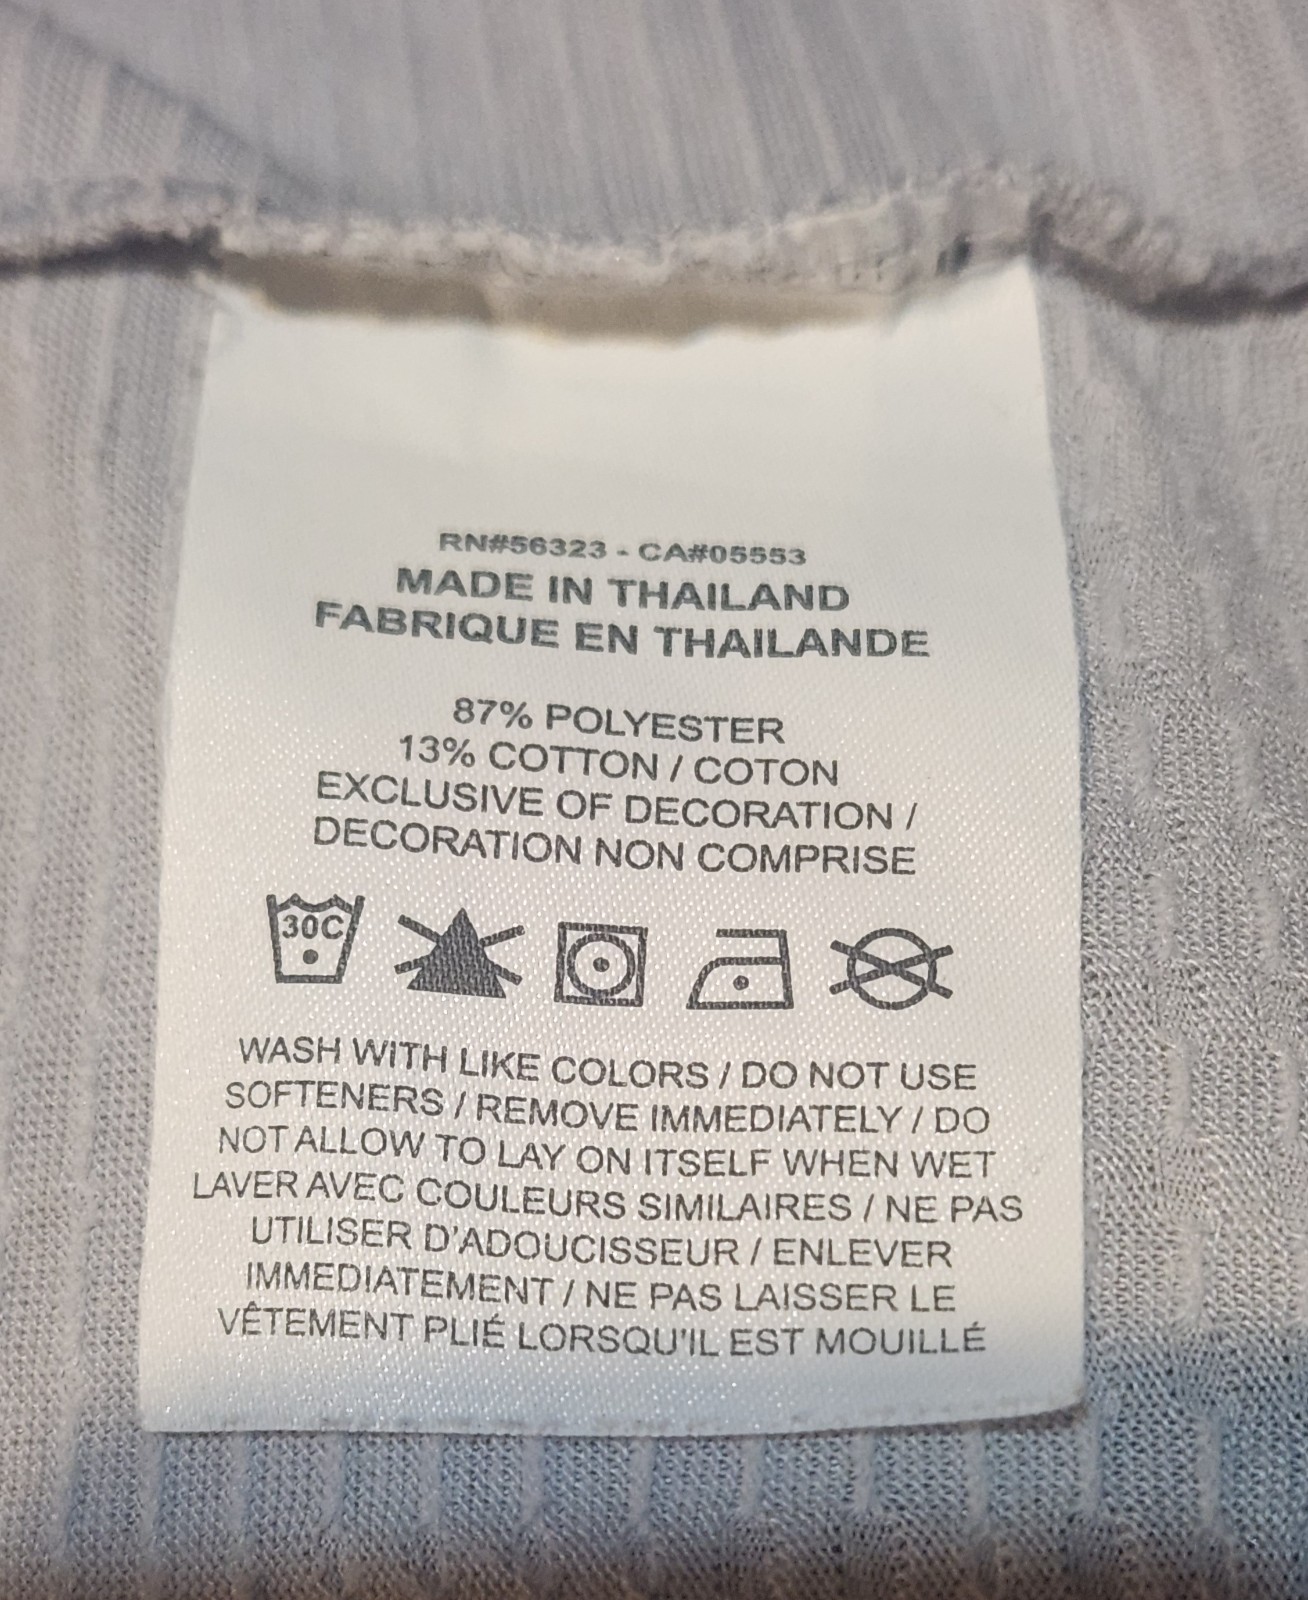 RN#56323 - CA#05553
MADE IN THAILAND
FABRIQUE EN THAILANDE
87% POLYESTER
13% COTTON / COTON
EXCLUSIVE OF DECORATION /
DECORATION NON COMPRISE
30C
WASH WITH LIKE COLORS / DO NOT USE
SOFTENERS / REMOVE IMMEDIATELY / DO
NOT ALLOW TO LAY ON ITSELF WHEN WET
LAVER AVEC COULEURS SIMILAIRES / NE PAS
UTILISER D'ADOUCISSEUR / ENLEVER
IMMEDIATEMENT / NE PAS LAISSER LE
VÊTEMENT PLIÉ LORSQU'IL EST MOUILLÉ